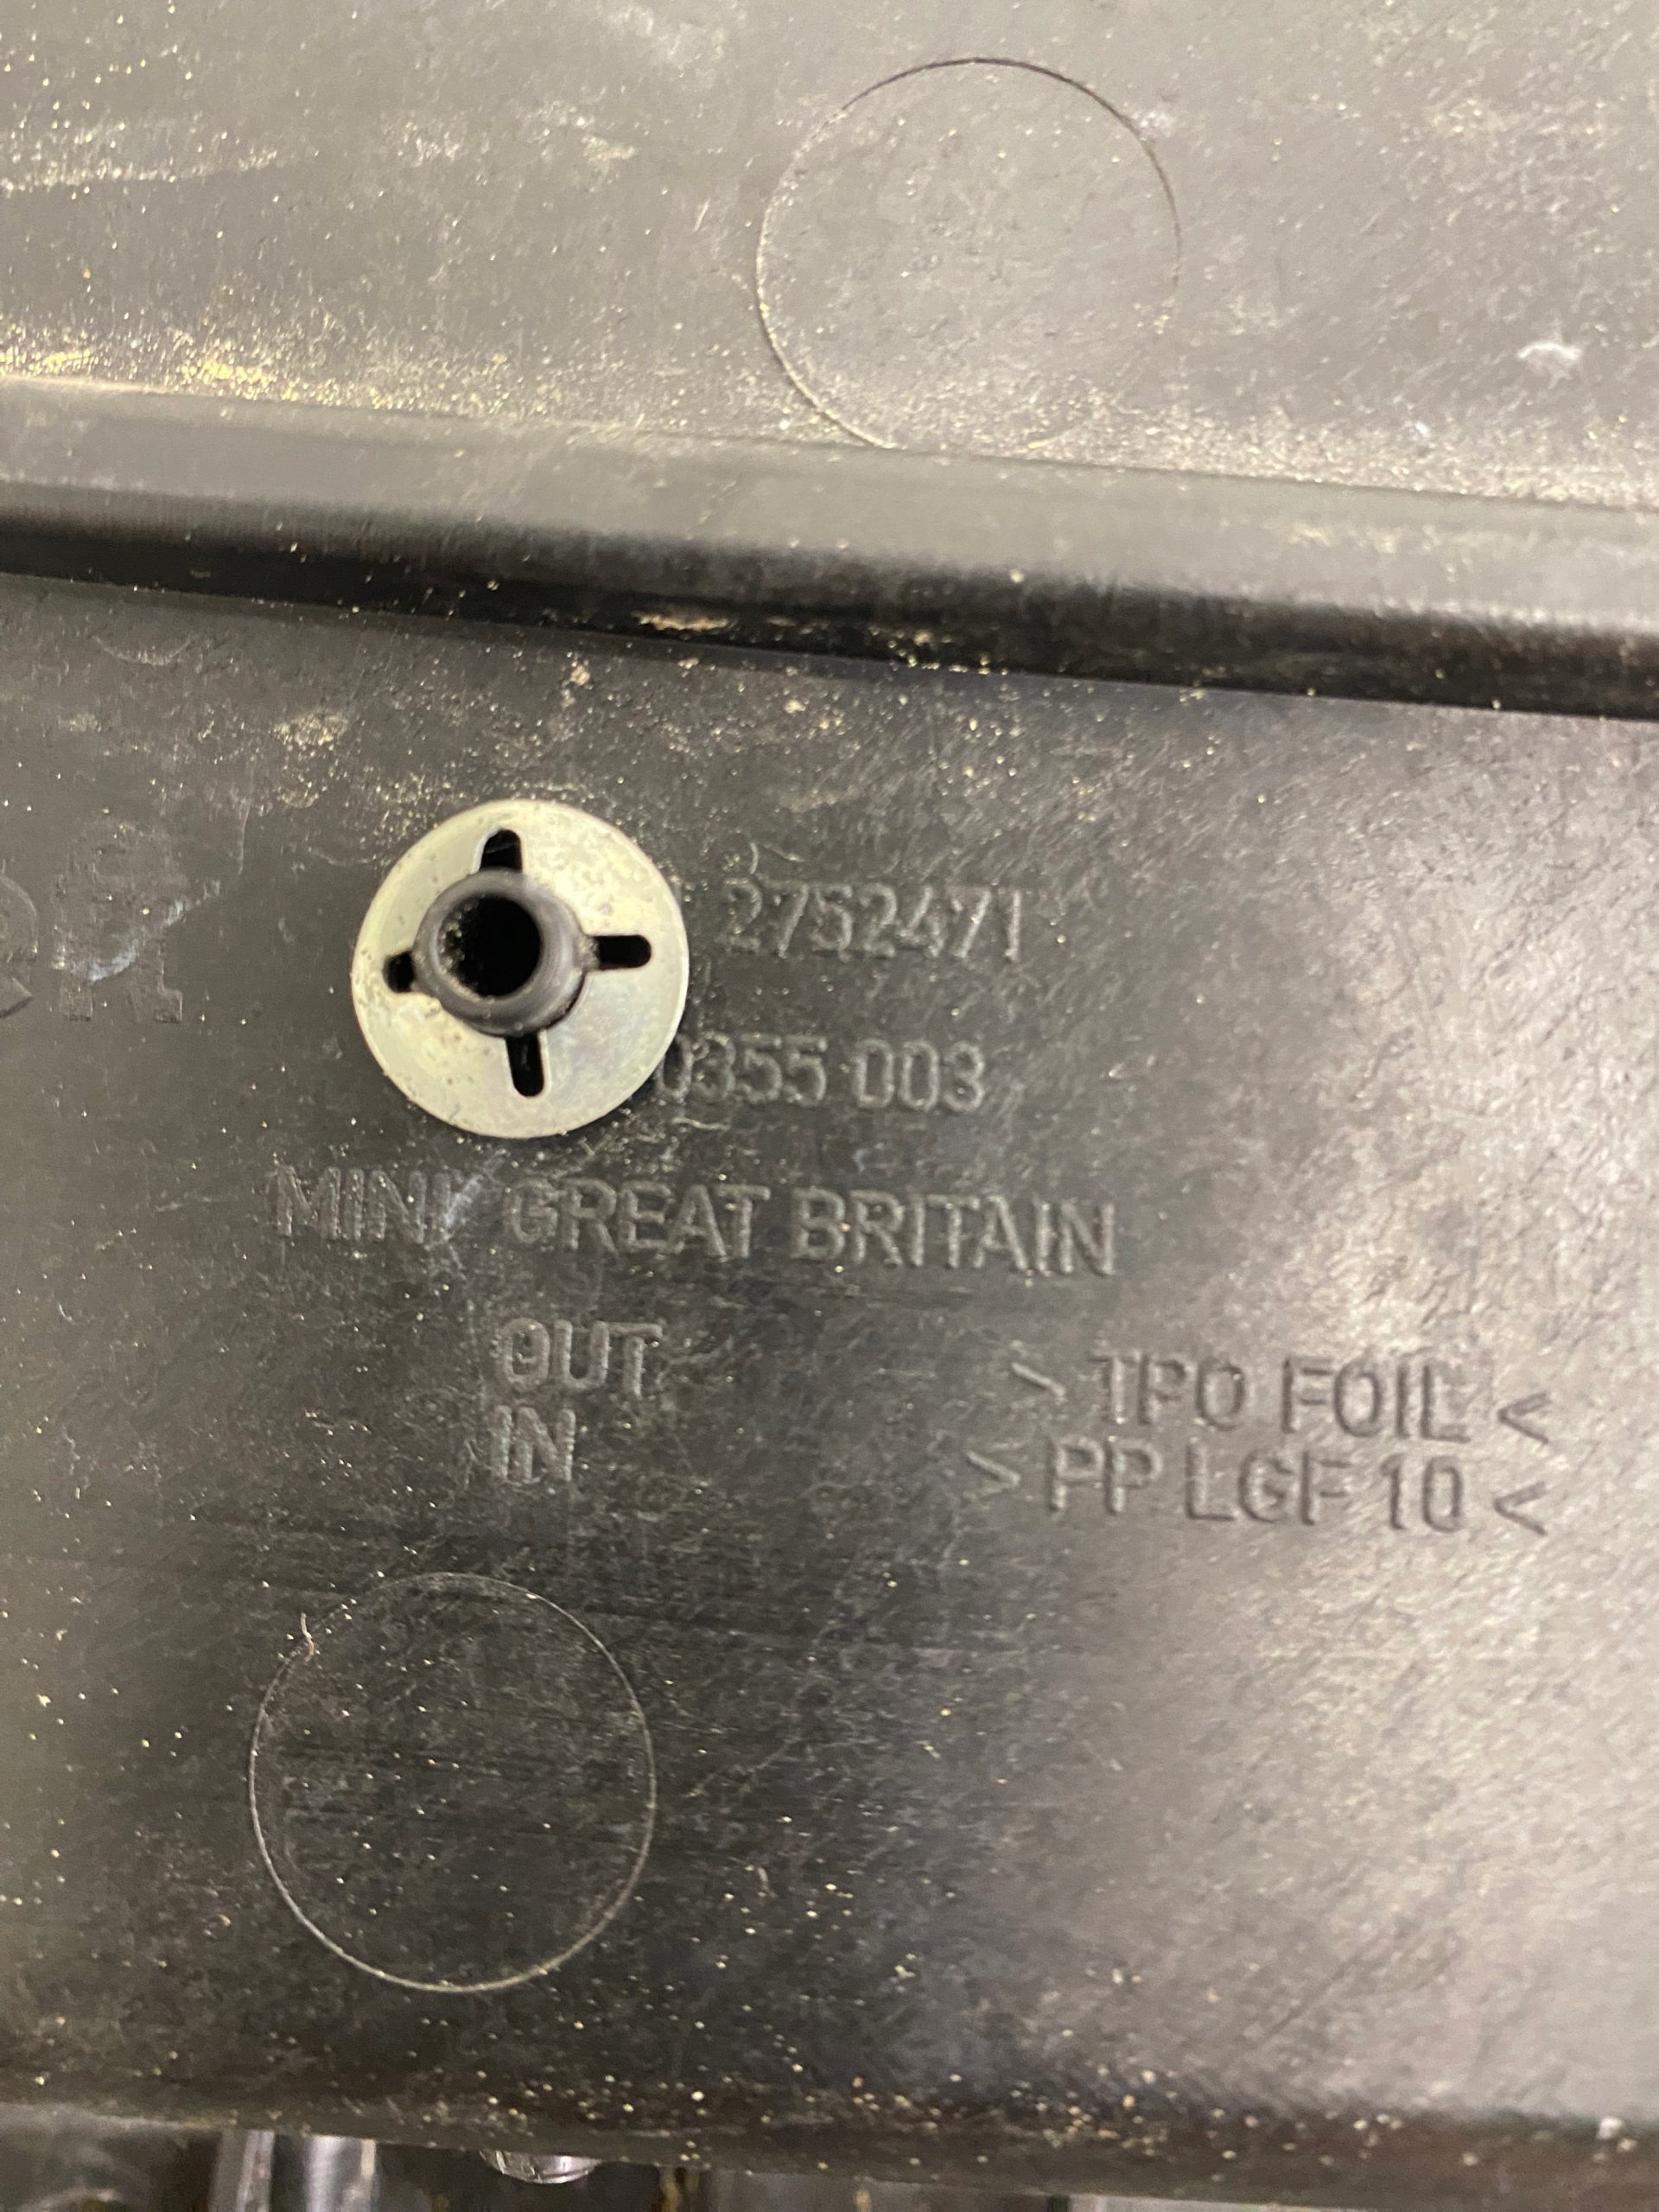 2752471
0355 003
MINI GREAT BRITAIN
OUT
IN
> TPO FOIL <
> PP LGF 10 <